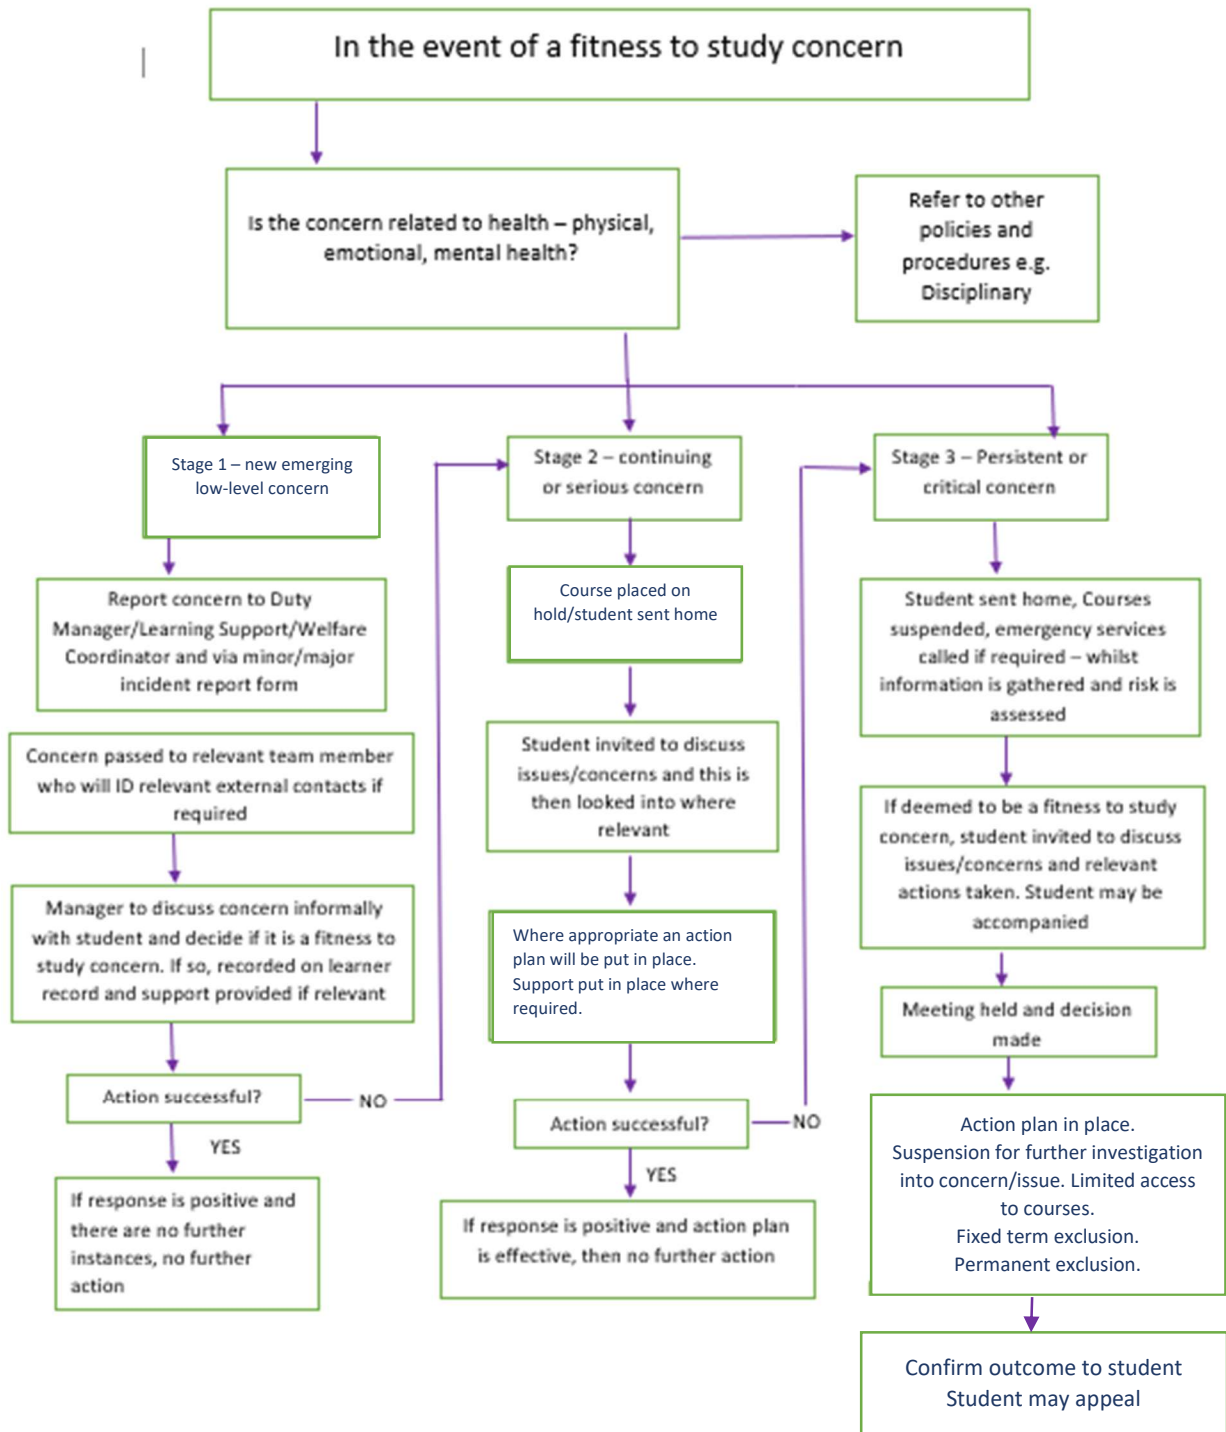 In the event of a fitness to study concern
Is the concern related to health – physical,
emotional, mental health?
Refer to other
policies and
procedures e.g.
Disciplinary
Stage 1 – new emerging
low-level concern
Report concern to Duty
Manager/Learning Support/Welfare
Coordinator and via minor/major
incident report form
Concern passed to relevant team member
who will ID relevant external contacts if
required
Manager to discuss concern informally
with student and decide if it is a fitness to
study concern. If so, recorded on learner
record and support provided if relevant
Action successful?
NO
YES
If response is positive and
there are no further
instances, no further
action
Stage 2 – continuing
or serious concern
Course placed on
hold/student sent home
Student invited to discuss
issues/concerns and this is
then looked into where
relevant
Where appropriate an action
plan will be put in place.
Support put in place where
required.
Action successful?
NO
YES
If response is positive and action plan
is effective, then no further action
Stage 3 – Persistent or
critical concern
Student sent home, Courses
suspended, emergency services
called if required – whilst
information is gathered and risk is
assessed
If deemed to be a fitness to study
concern, student invited to discuss
issues/concerns and relevant
actions taken. Student may be
accompanied
Meeting held and decision
made
Action plan in place.
Suspension for further investigation
into concern/issue. Limited access
to courses.
Fixed term exclusion.
Permanent exclusion.
Confirm outcome to student
Student may appeal